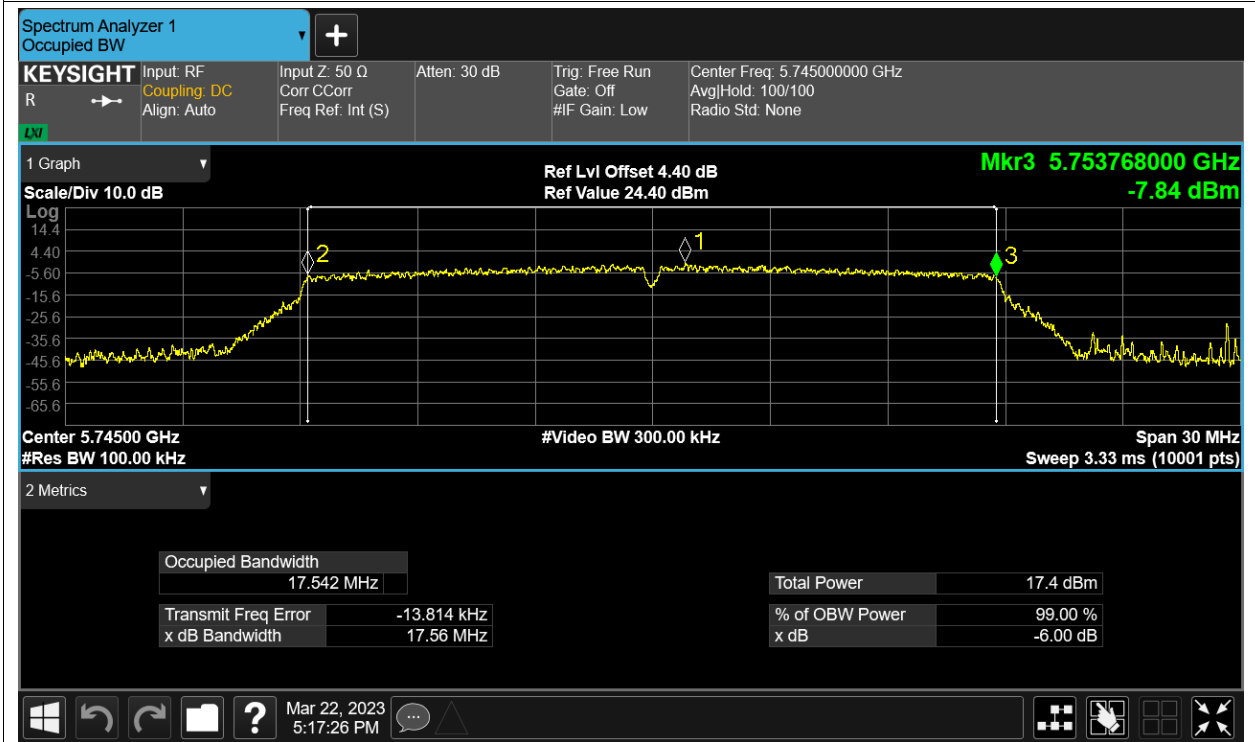 Spectrum Analyzer 1
Occupied BW
KEYSIGHT
R
LXI
Input: RF
Coupling: DC
Align: Auto
Input Z: 50 Ω
Corr CCorr
Freq Ref: Int (S)
Atten: 30 dB
Trig: Free Run
Gate: Off
#IF Gain: Low
Center Freq: 5.745000000 GHz
Avg|Hold: 100/100
Radio Std: None
1 Graph
Scale/Div 10.0 dB
Ref Lvl Offset 4.40 dB
Ref Value 24.40 dBm
Mkr3 5.753768000 GHz
-7.84 dBm
Log
14.4
4.40
-5.60
-15.6
-25.6
-35.6
-45.6
-55.6
-65.6
2
1
3
Center 5.74500 GHz
#Res BW 100.00 kHz
#Video BW 300.00 kHz
Span 30 MHz
Sweep 3.33 ms (10001 pts)
2 Metrics
Occupied Bandwidth
17.542 MHz
Transmit Freq Error -13.814 kHz
x dB Bandwidth 17.56 MHz
Total Power 17.4 dBm
% of OBW Power 99.00 %
x dB -6.00 dB
?
Mar 22, 2023
5:17:26 PM